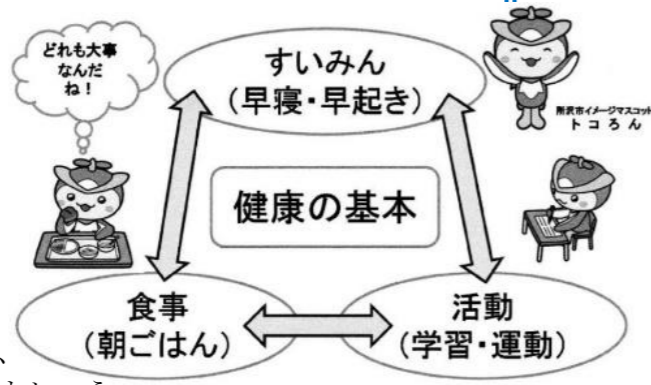 どれも大事
なんだ
ね！
すいみん
（早寝・早起き）
所沢市イメージマスコット
トコろん
健康の基本
食事
（朝ごはん）
活動
（学習・運動）